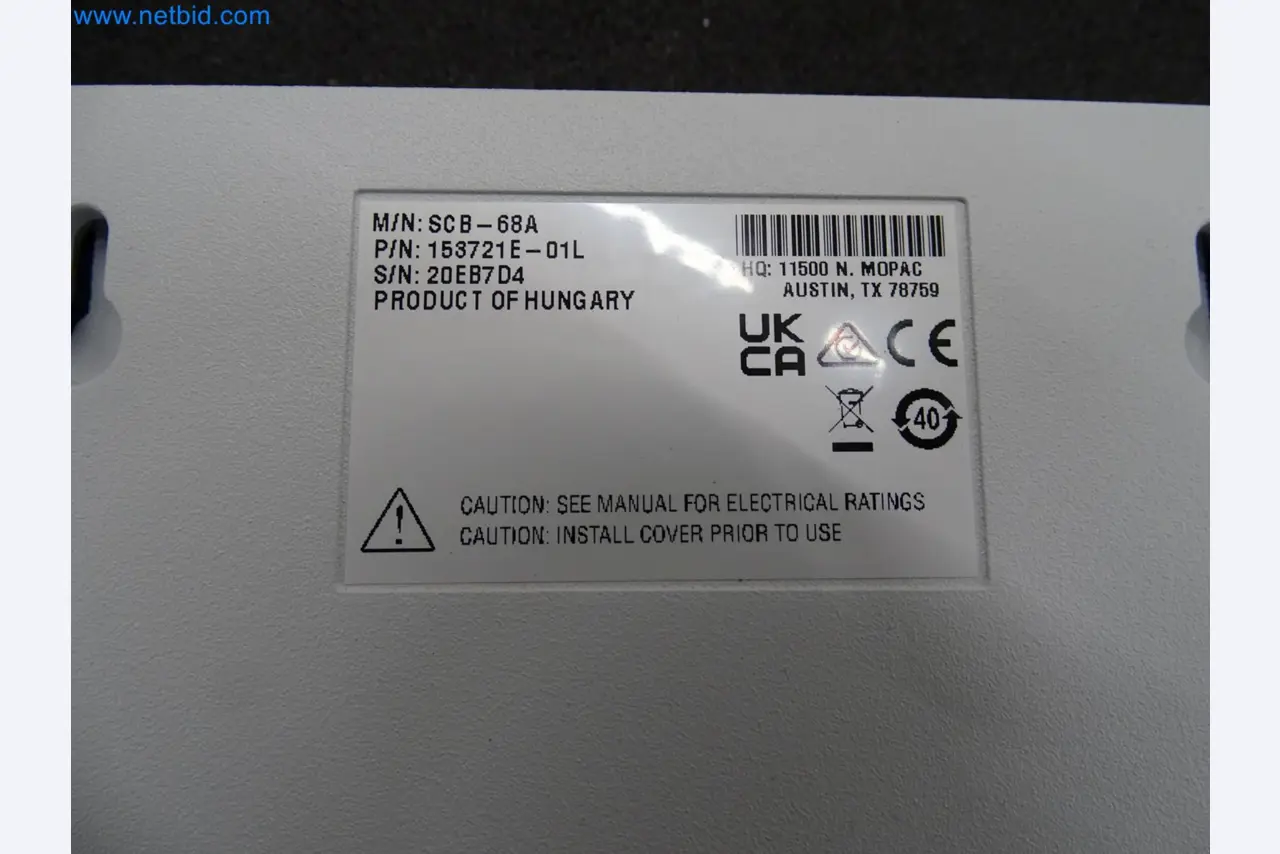 www.netbid.com
M/N: SCB-68A
P/N: 153721E-01L
S/N: 20EB7D4
PRODUCT OF HUNGARY
HQ: 11500 N. MOPAC
AUSTIN, TX 78759
UK
CA
CE
40
CAUTION: SEE MANUAL FOR ELECTRICAL RATINGS
CAUTION: INSTALL COVER PRIOR TO USE